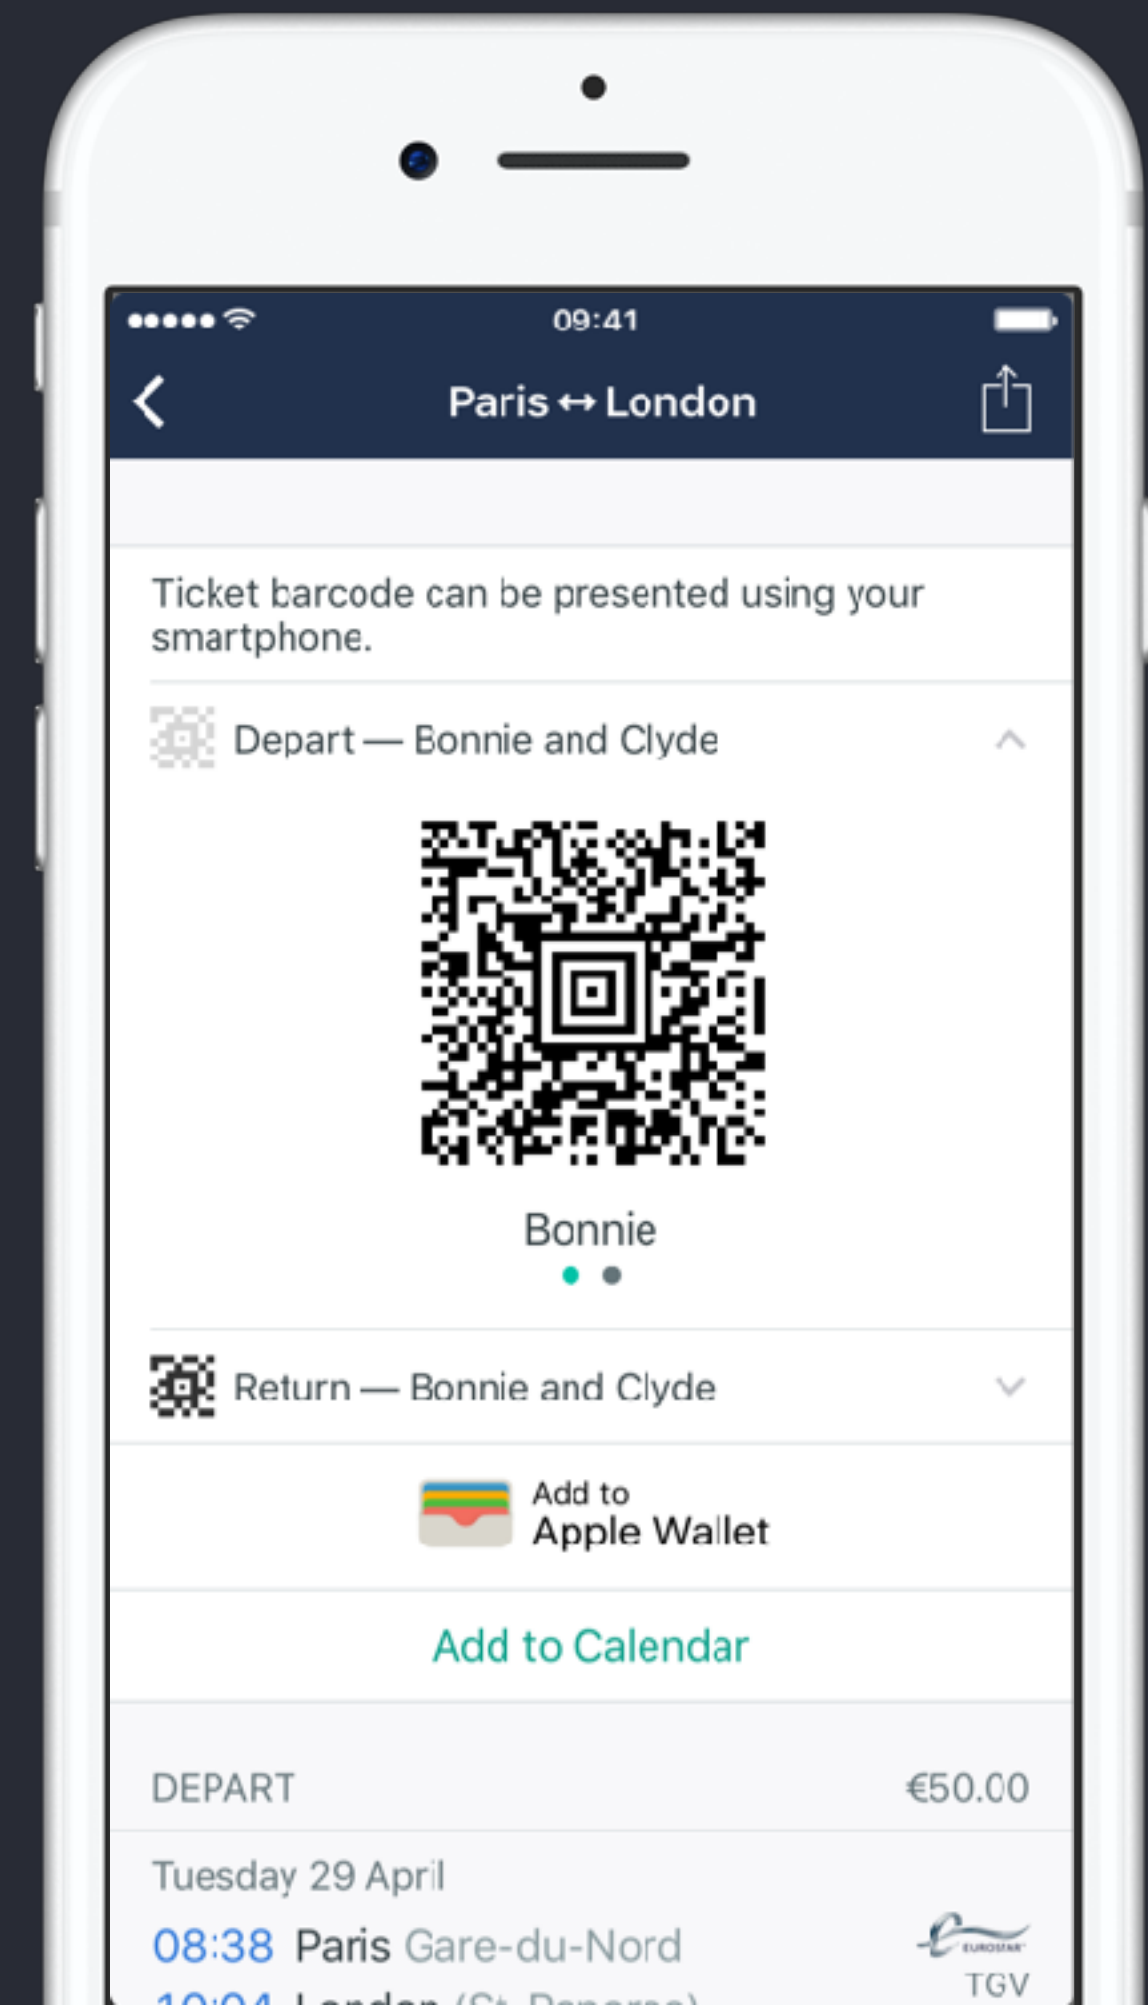 09:41
Paris ↔ London
Ticket barcode can be presented using your
smartphone.
Depart — Bonnie and Clyde
Bonnie
Return — Bonnie and Clyde
Add to
Apple Wallet
Add to Calendar
DEPART €50.00
Tuesday 29 April
08:38 Paris Gare-du-Nord
EUROSTAR
TGV
London